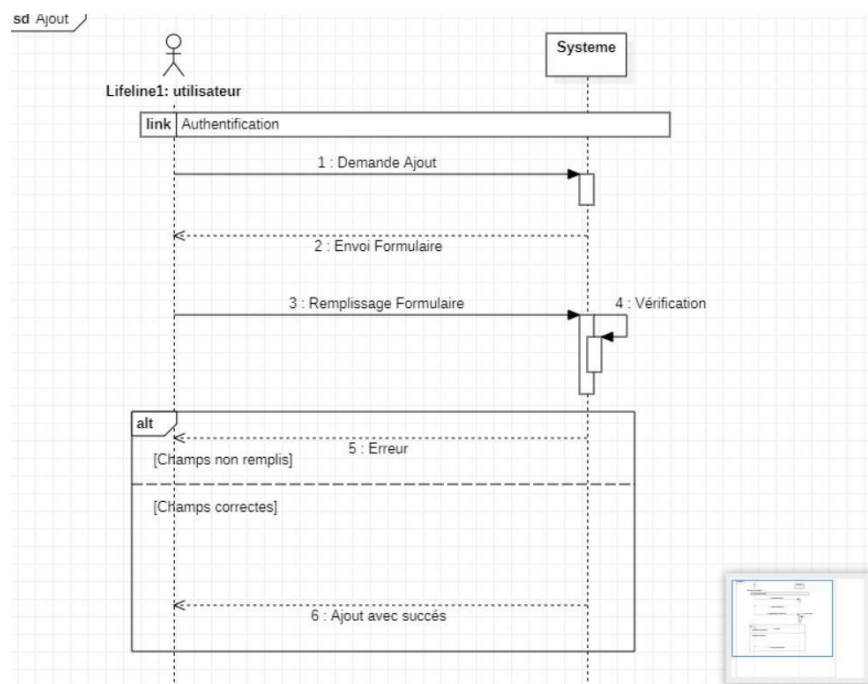 sd Ajout
Systeme
Lifeline1: utilisateur
link Authentification
1 : Demande Ajout
2 : Envoi Formulaire
3 : Remplissage Formulaire
4 : Vérification
alt
5 : Erreur
[Champs non remplis]
[Champs correctes]
6 : Ajout avec succés